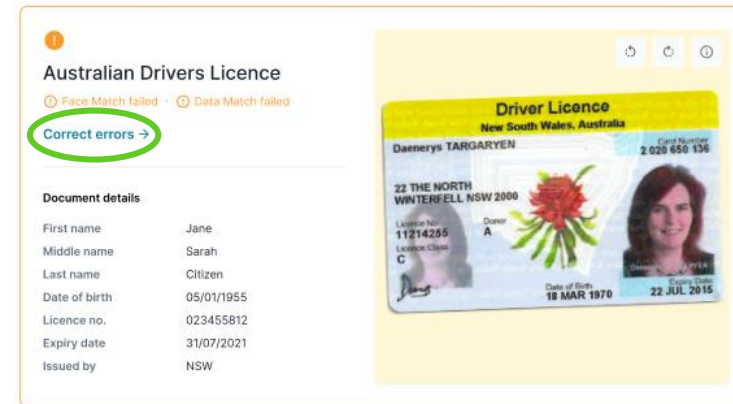 Australian Drivers Licence
Face Match failed · Data Match failed
Correct errors →
Document details
First name Jane
Middle name Sarah
Last name Citizen
Date of birth 05/01/1955
Licence no. 023455812
Expiry date 31/07/2021
Issued by NSW
Driver Licence
New South Wales, Australia
Daenerys TARGARYEN
Card Number
2 020 650 136
22 THE NORTH
WINTERFELL NSW 2000
Licence No
11214255
Donor
A
Licence Class
C
Date of Birth
18 MAR 1970
Expiry Date
22 JUL 2015